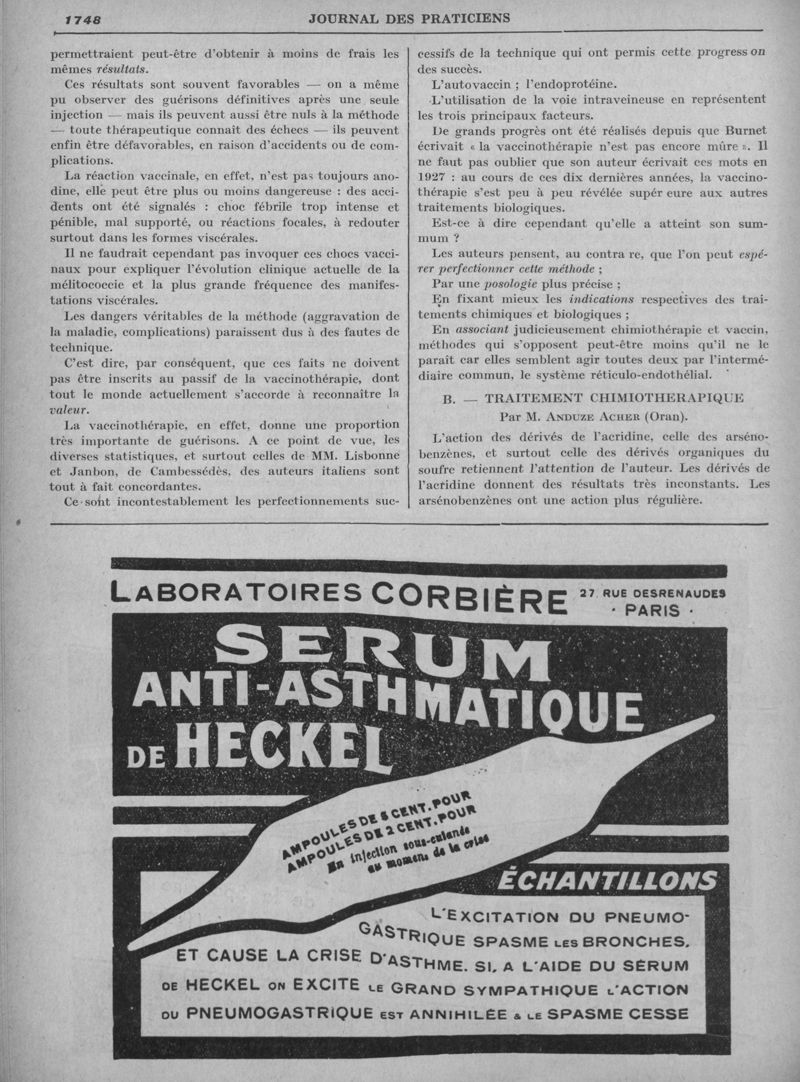 1748
JOURNAL DES PRATICIENS
permettraient peut-être d'obtenir à moins de frais les
mêmes résultats.
Ces résultats sont souvent favorables — on a même
pu observer des guérisons définitives après une seule
injection — mais ils peuvent aussi être nuls à la méthode
— toute thérapeutique connait des échecs — ils peuvent
enfin être défavorables, en raison d'accidents ou de com-
plications.
La réaction vaccinale, en effet, n'est pas toujours ano-
dine, elle peut être plus ou moins dangereuse : des acci-
dents ont été signalés : choc fébrile trop intense et
pénible, mal supporté, ou réactions focales, à redouter
surtout dans les formes viscérales.
Il ne faudrait cependant pas invoquer ces chocs vacci-
naux pour expliquer l'évolution clinique actuelle de la
mélitococcie et la plus grande fréquence des manifes-
tations viscérales.
Les dangers véritables de la méthode (aggravation de
la maladie, complications) paraissent dus à des fautes de
technique.
C'est dire, par conséquent, que ces faits ne doivent
pas être inscrits au passif de la vaccinothérapie, dont
tout le monde actuellement s'accorde à reconnaître la
valeur.
La vaccinothérapie, en effet, donne une proportion
très importante de guérisons. A ce point de vue, les
diverses statistiques, et surtout celles de MM. Lisbonne
et Janbon, de Cambessédès, des auteurs italiens sont
tout à fait concordantes.
Ce sont incontestablement les perfectionnements suc-
cessifs de la technique qui ont permis cette progress on
des succès.
L'autovaccin ; l'endoprotéine.
L'utilisation de la voie intraveineuse en représentent
les trois principaux facteurs.
De grands progrès ont été réalisés depuis que Burnet
écrivait « la vaccinothérapie n'est pas encore mûre ». Il
ne faut pas oublier que son auteur écrivait ces mots en
1927 : au cours de ces dix dernières années, la vaccino-
thérapie s'est peu à peu révélée supér eure aux autres
traitements biologiques.
Est-ce à dire cependant qu'elle a atteint son sum-
mum ?
Les auteurs pensent, au contra re, que l'on peut espé-
rer perfectionner cette méthode ;
Par une posologie plus précise ;
En fixant mieux les indications respectives des trai-
tements chimiques et biologiques ;
En associant judicieusement chimiothérapie et vaccin,
méthodes qui s'opposent peut-être moins qu'il ne le
paraît car elles semblent agir toutes deux par l'intermé-
diaire commun, le système réticulo-endothélial.
B. — TRAITEMENT CHIMIOTHERAPIQUE
Par M. ANDUZE ACHER (Oran).
L'action des dérivés de l'acridine, celle des arséno-
benzènes, et surtout celle des dérivés organiques du
soufre retiennent l'attention de l'auteur. Les dérivés de
l'acridine donnent des résultats très inconstants. Les
arsénobenzènes ont une action plus régulière.
LABORATOIRES CORBIÈRE
27. RUE DESRENAUDES
· PARIS ·
SERUM
ANTI-ASTHMATIQUE
DE HECKEL
AMPOULES DE 5 CENT. POUR
AMPOULES DE 2 CENT. POUR
En injection sous-cutanée
au moment de la crise
ÉCHANTILLONS
L'EXCITATION DU PNEUMO-
GASTRIQUE SPASME LES BRONCHES,
ET CAUSE LA CRISE D'ASTHME. SI, A L'AIDE DU SÉRUM
DE HECKEL ON EXCITE LE GRAND SYMPATHIQUE L'ACTION
DU PNEUMOGASTRIQUE EST ANNIHILÉE & LE SPASME CESSE